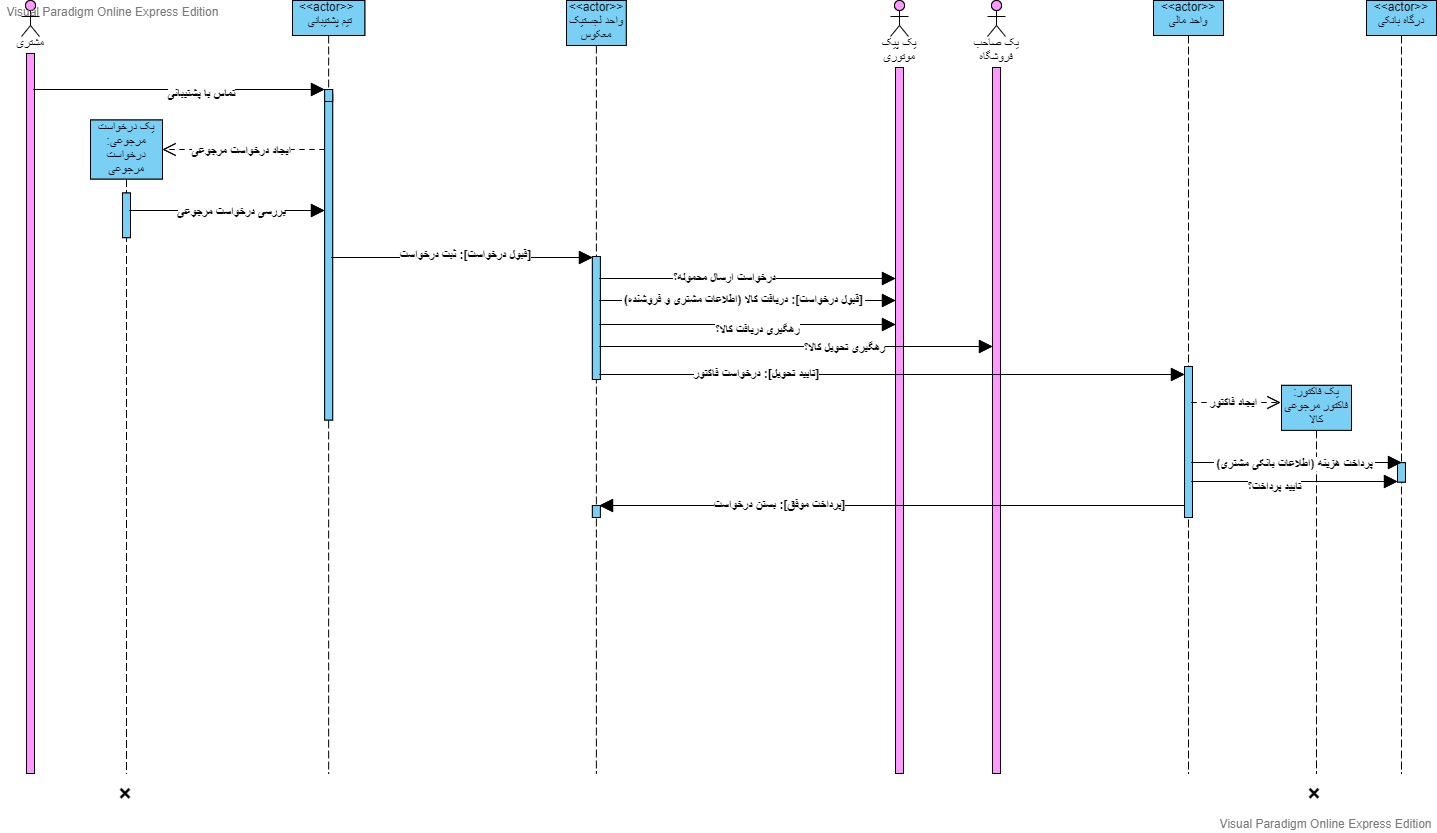 Visual Paradigm Online Express Edition
مشتری
<<actor>>
تیم پشتیبانی
<<actor>>
واحد لجستیک
معکوس
یک پیک
موتوری
یک صاحب
فروشگاه
<<actor>>
واحد مالی
<<actor>>
درگاه بانکی
تماس با پشتیبانی
یک درخواست
مرجوعی:
درخواست
مرجوعی
ایجاد درخواست مرجوعی
بررسی درخواست مرجوعی
[قبول درخواست]: ثبت درخواست
درخواست ارسال محموله؟
[قبول درخواست]: دریافت کالا (اطلاعات مشتری و فروشنده)
رهگیری دریافت کالا؟
رهگیری تحویل کالا؟
[تایید تحویل]: درخواست فاکتور
ایجاد فاکتور
یک فاکتور:
فاکتور مرجوعی
کالا
پرداخت هزینه (اطلاعات بانکی مشتری)
تایید پرداخت؟
[پرداخت موفق]: بستن درخواست
Visual Paradigm Online Express Edition